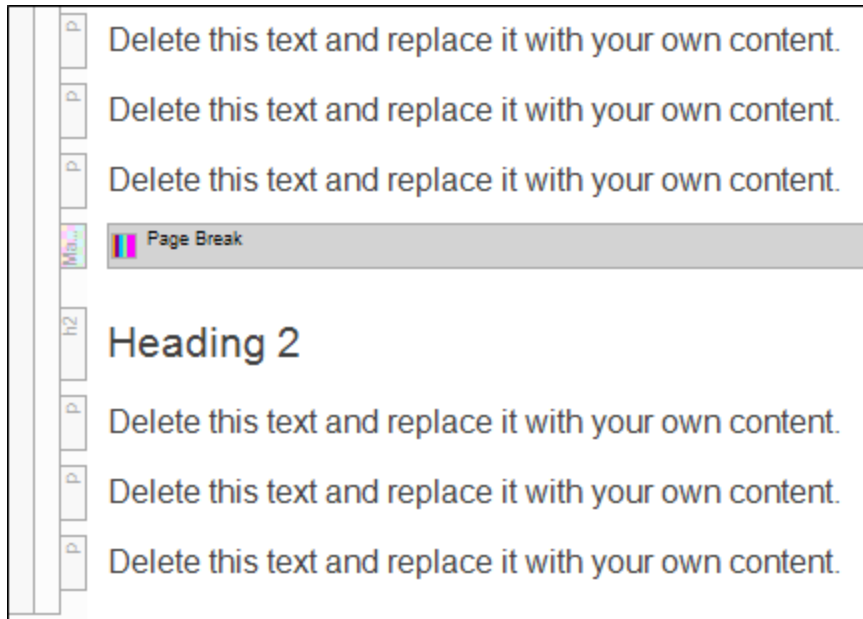 p Delete this text and replace it with your own content.
p Delete this text and replace it with your own content.
p Delete this text and replace it with your own content.
Ma... Page Break
h2 Heading 2
p Delete this text and replace it with your own content.
p Delete this text and replace it with your own content.
p Delete this text and replace it with your own content.